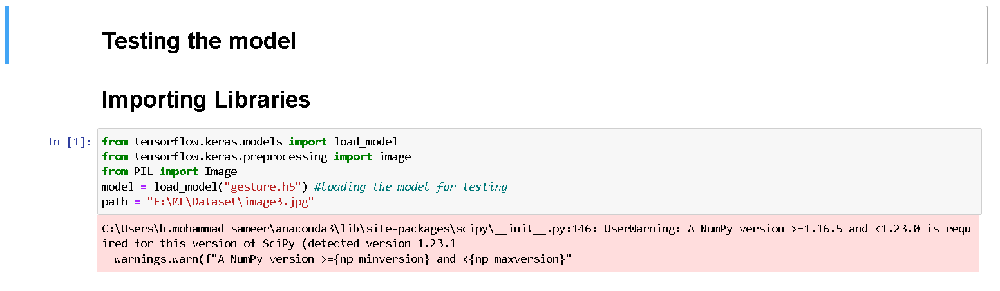 Testing the model
Importing Libraries
In [1]:
from tensorflow.keras.models import load_model
from tensorflow.keras.preprocessing import image
from PIL import Image
model = load_model("gesture.h5") #loading the model for testing
path = "E:\ML\Dataset\image3.jpg"
C:\Users\b.mohammad sameer\anaconda3\lib\site-packages\scipy\__init__.py:146: UserWarning: A NumPy version >=1.16.5 and <1.23.0 is requ
ired for this version of SciPy (detected version 1.23.1
  warnings.warn(f"A NumPy version >={np_minversion} and <{np_maxversion}"